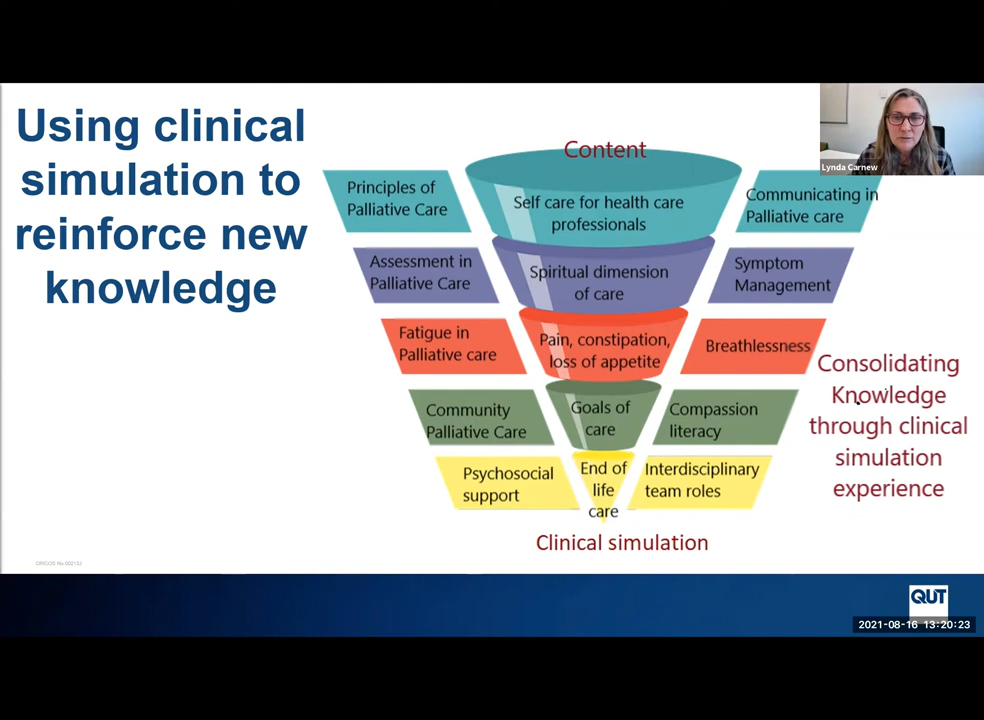 Using clinical
simulation to
reinforce new
knowledge
Content
Principles of
Palliative Care
Self care for health care
professionals
Communicating in
Palliative care
Assessment in
Palliative Care
Spiritual dimension
of care
Symptom
Management
Fatigue in
Palliative care
Pain, constipation,
loss of appetite
Breathlessness
Community
Palliative Care
Goals of
care
Compassion
literacy
Psychosocial
support
End of
life
care
Interdisciplinary
team roles
Clinical simulation
Consolidating
Knowledge
through clinical
simulation
experience
Lynda Carnew
CRICOS No.00213J
QUT
2021-08-16 13:20:23